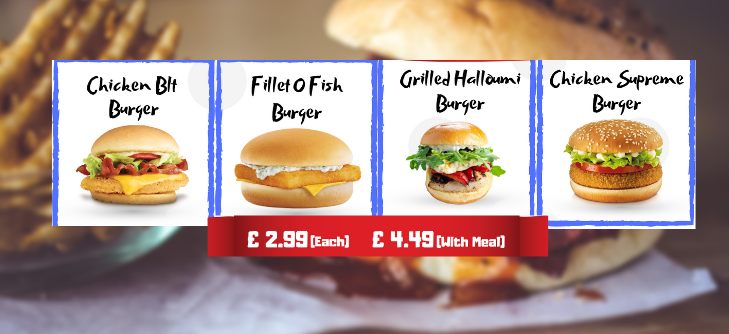 Chicken Blt
Burger
Fillet O Fish
Burger
Grilled Halloumi
Burger
Chicken Supreme
Burger
£ 2.99 [Each] £ 4.49 [With Meal]